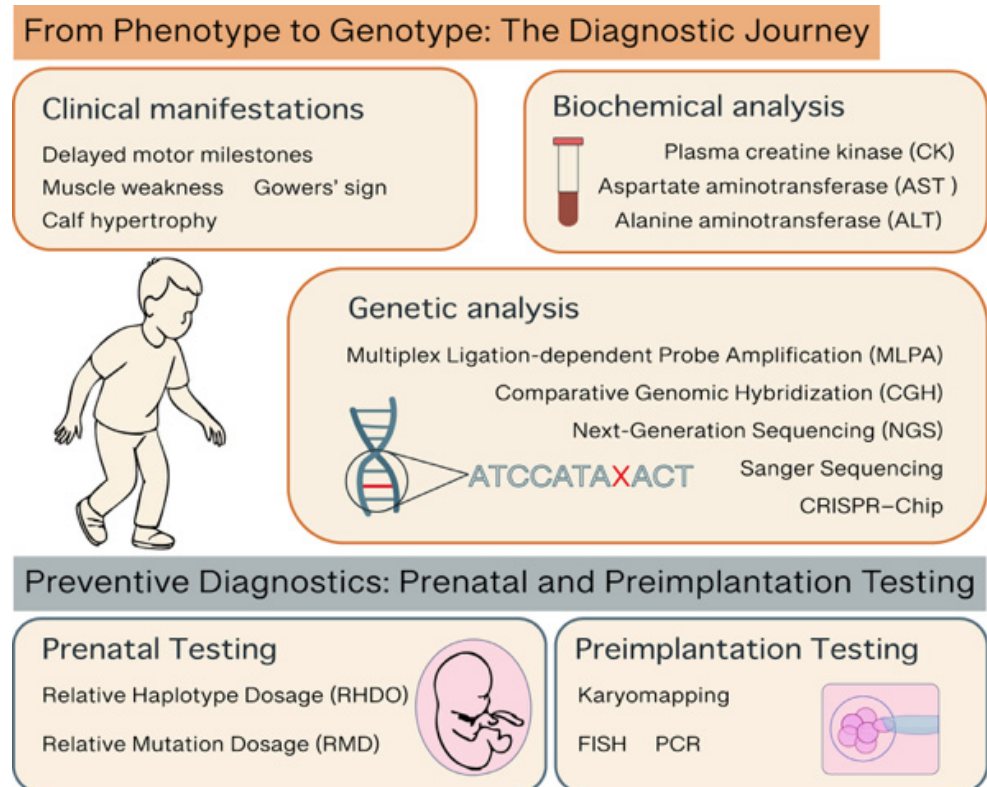 From Phenotype to Genotype: The Diagnostic Journey
Clinical manifestations
Delayed motor milestones
Muscle weakness Gowers' sign
Calf hypertrophy
Biochemical analysis
Plasma creatine kinase (CK)
Aspartate aminotransferase (AST )
Alanine aminotransferase (ALT)
Genetic analysis
Multiplex Ligation-dependent Probe Amplification (MLPA)
Comparative Genomic Hybridization (CGH)
Next-Generation Sequencing (NGS)
ATCCATAXACT
Sanger Sequencing
CRISPR–Chip
Preventive Diagnostics: Prenatal and Preimplantation Testing
Prenatal Testing
Relative Haplotype Dosage (RHDO)
Relative Mutation Dosage (RMD)
Preimplantation Testing
Karyomapping
FISH PCR